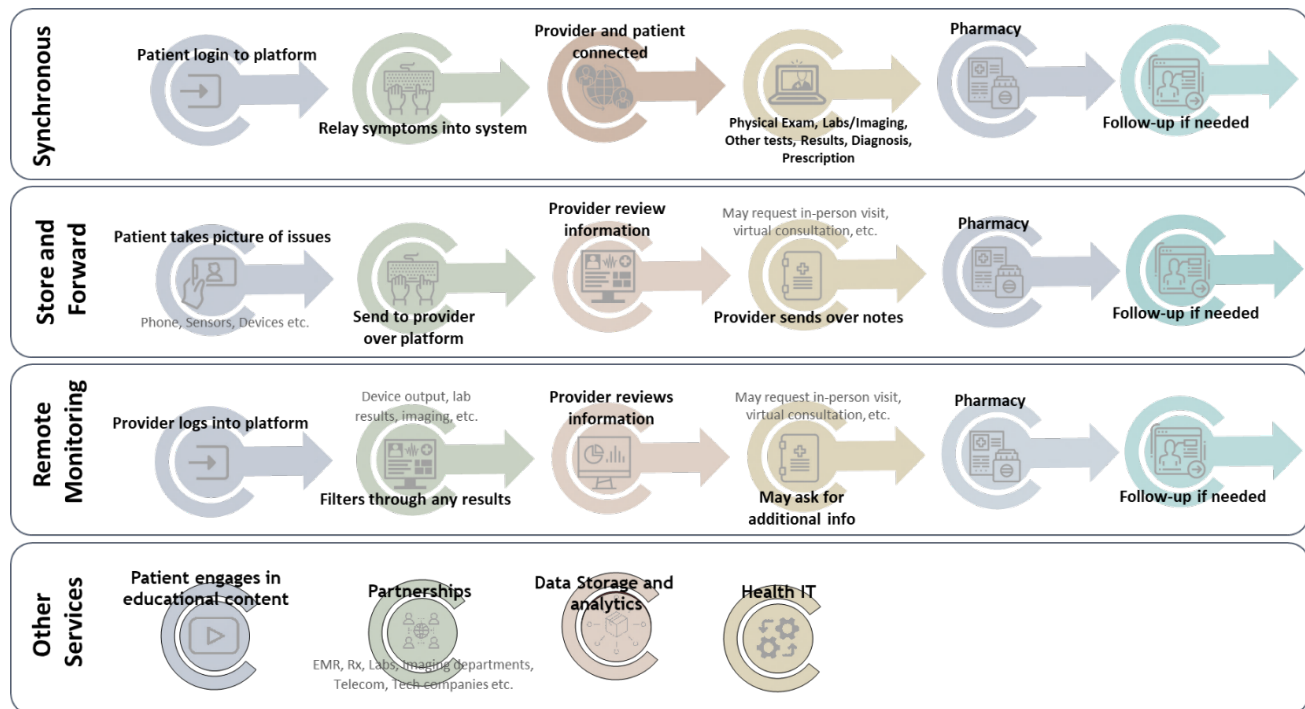 Synchronous
Patient login to platform
Relay symptoms into system
Provider and patient
connected
Physical Exam, Labs/Imaging,
Other tests, Results, Diagnosis,
Prescription
Pharmacy
Follow-up if needed
Store and
Forward
Patient takes picture of issues
Phone, Sensors, Devices etc.
Send to provider
over platform
Provider review
information
May request in-person visit,
virtual consultation, etc.
Provider sends over notes
Pharmacy
Follow-up if needed
Remote
Monitoring
Provider logs into platform
Device output, lab
results, imaging, etc.
Filters through any results
Provider reviews
information
May request in-person visit,
virtual consultation, etc.
May ask for
additional info
Pharmacy
Follow-up if needed
Other
Services
Patient engages in
educational content
Partnerships
EMR, Rx, Labs, Imaging departments,
Telecom, Tech companies etc.
Data Storage and
analytics
Health IT